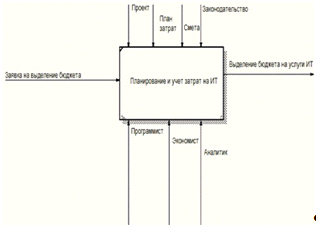 Проект
План
затрат
Смета
Законодательство
Заявка на выделение бюджета
Планирование и учет затрат на ИТ
Выделение бюджета на услуги ИТ
Программист
Экономист
Аналитик